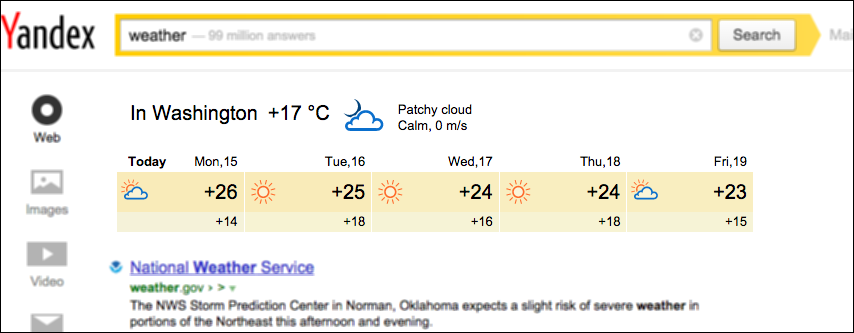 Yandex
weather — 99 million answers
Search
Mai
Web
Images
Video
In Washington +17 °C
Patchy cloud
Calm, 0 m/s
Today Mon,15 Tue,16 Wed,17 Thu,18 Fri,19
+26 +25 +24 +24 +23
+14 +18 +16 +18 +15
National Weather Service
weather.gov › > ▾
The NWS Storm Prediction Center in Norman, Oklahoma expects a slight risk of severe weather in
portions of the Northeast this afternoon and evening.